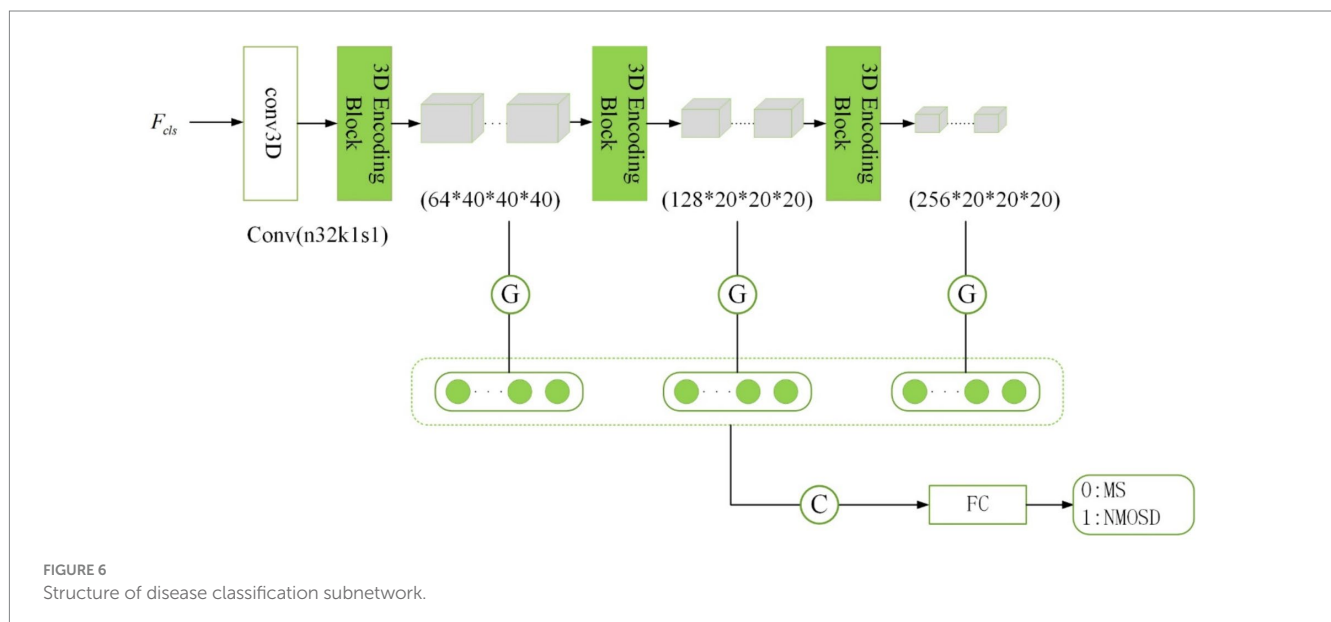 F_cls
conv3D
3D Encoding
Block
3D Encoding
Block
3D Encoding
Block
(64*40*40*40)
(128*20*20*20)
(256*20*20*20)
Conv(n32k1s1)
G
G
G
C
FC
0:MS
1:NMOSD
FIGURE 6
Structure of disease classification subnetwork.